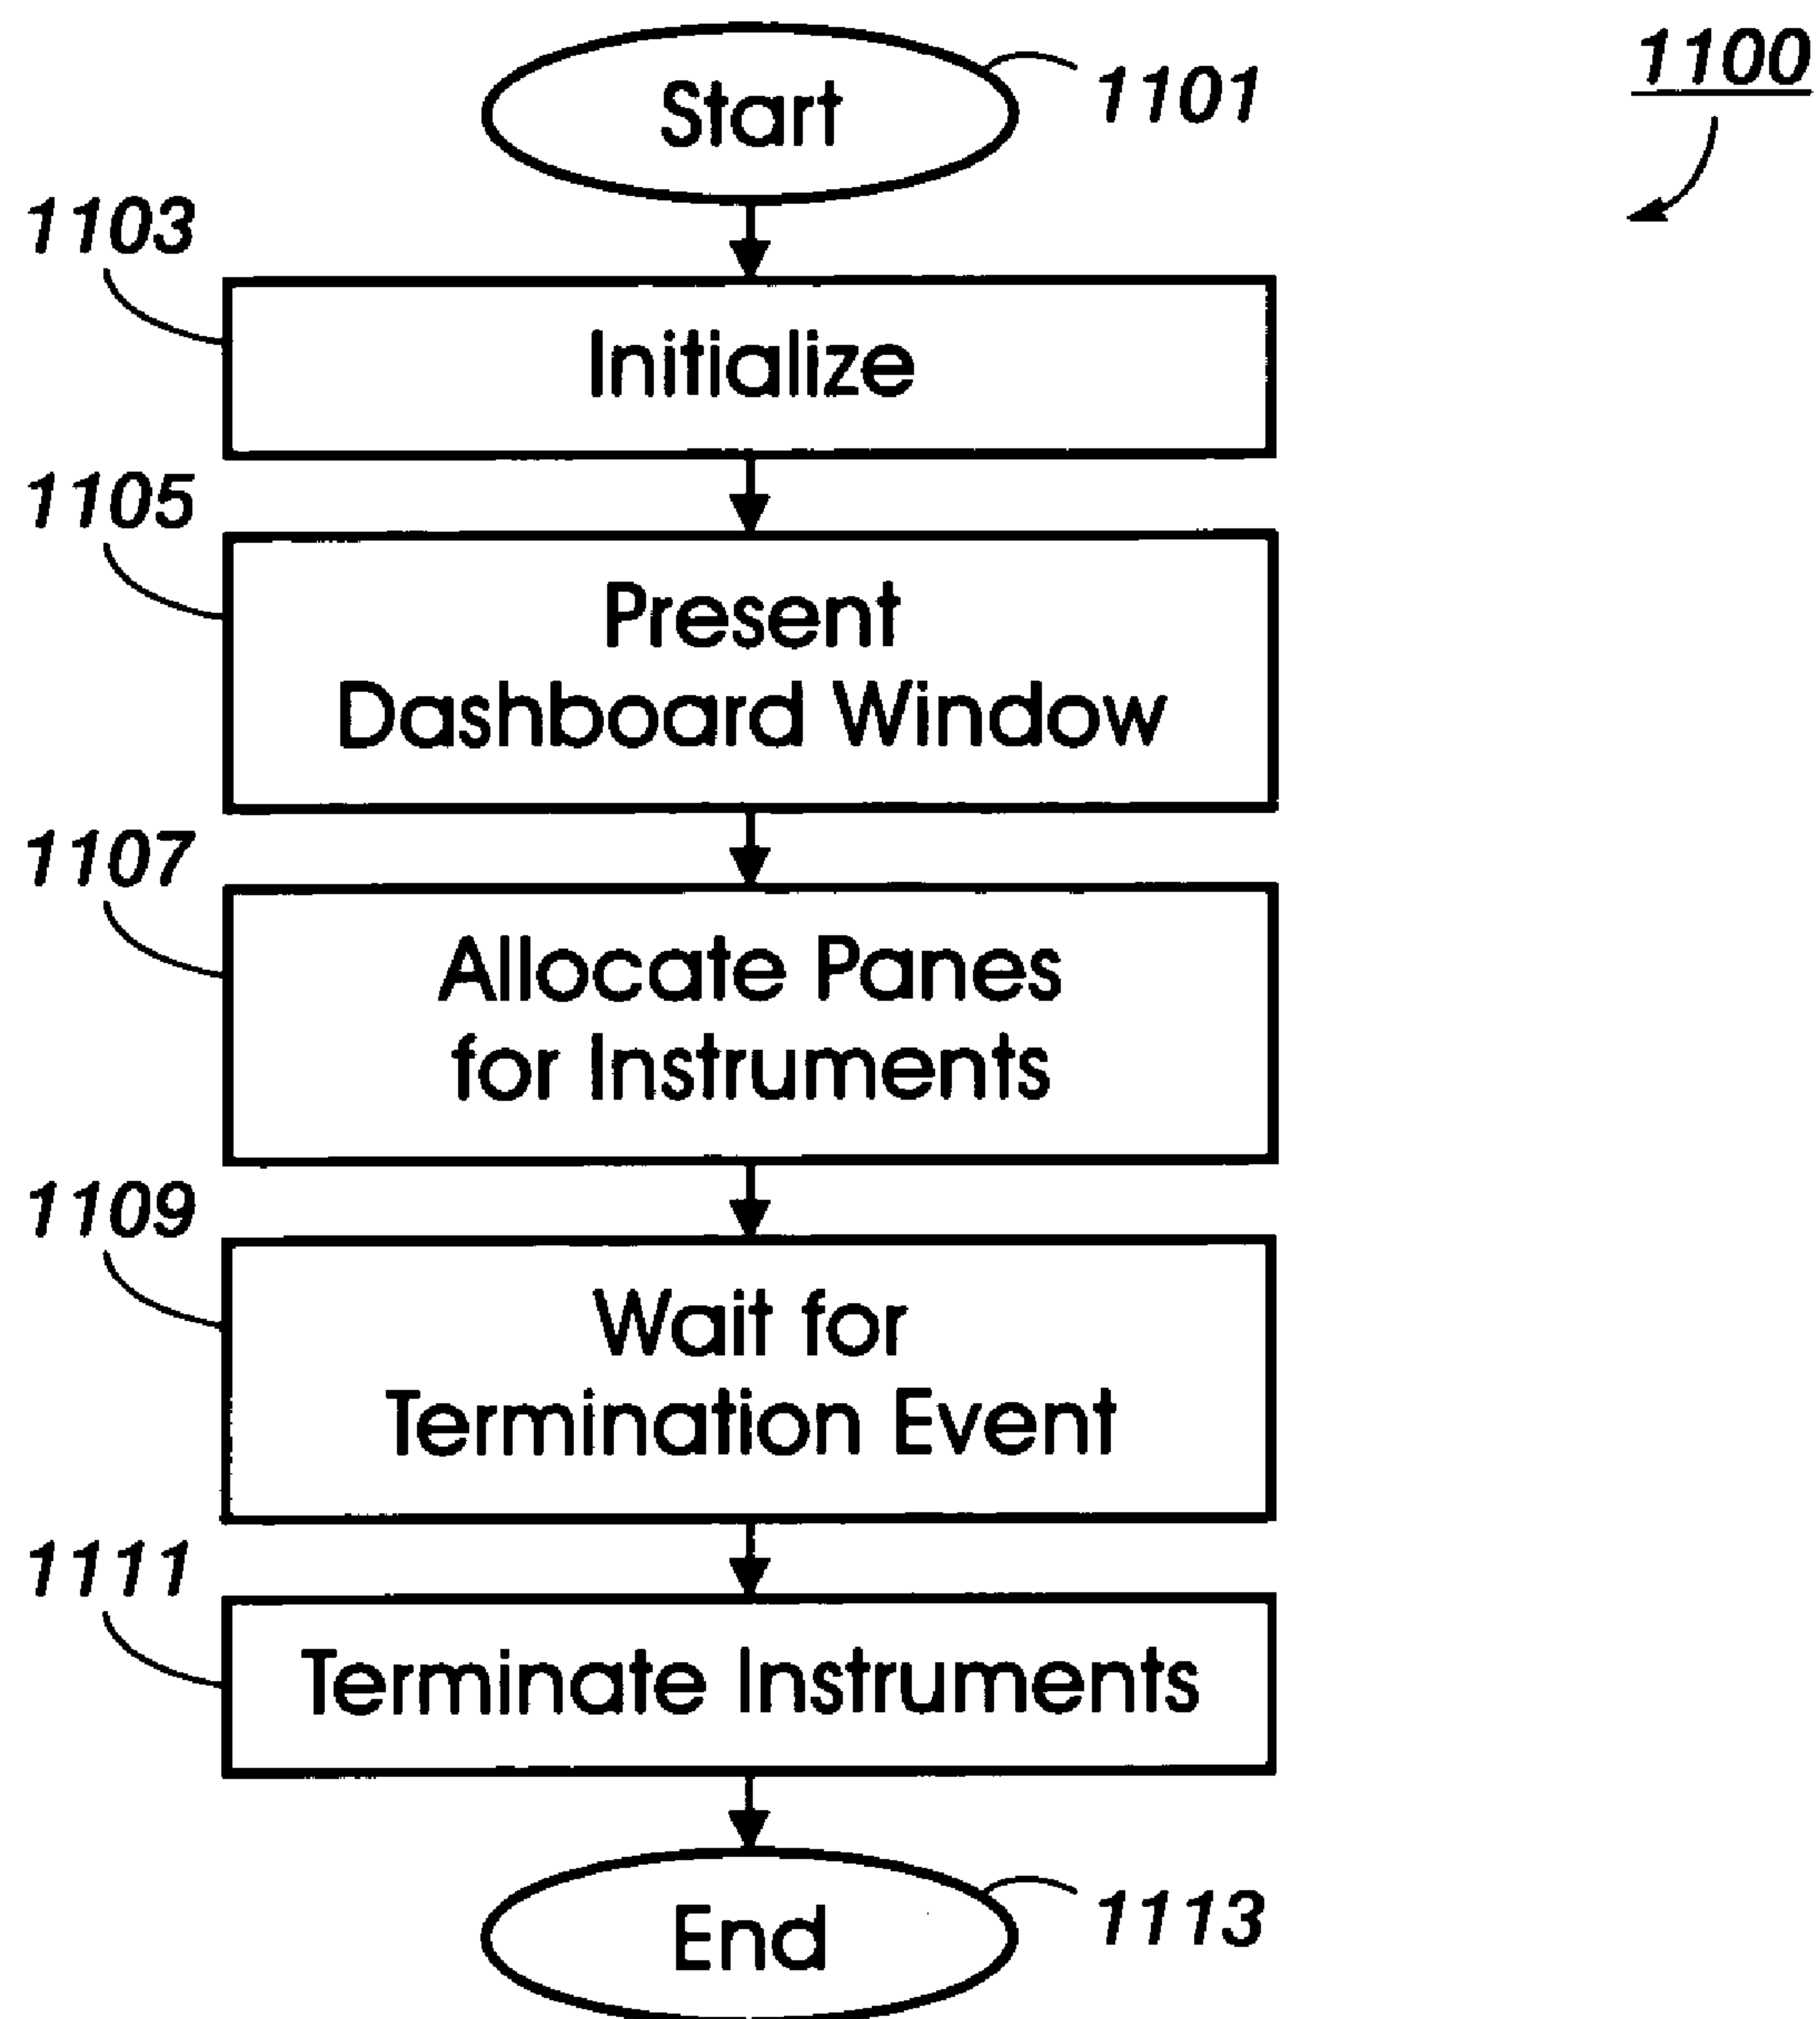 Start
1101
1100
1103
Initialize
1105
Present
Dashboard Window
1107
Allocate Panes
for Instruments
1109
Wait for
Termination Event
1111
Terminate Instruments
End
1113